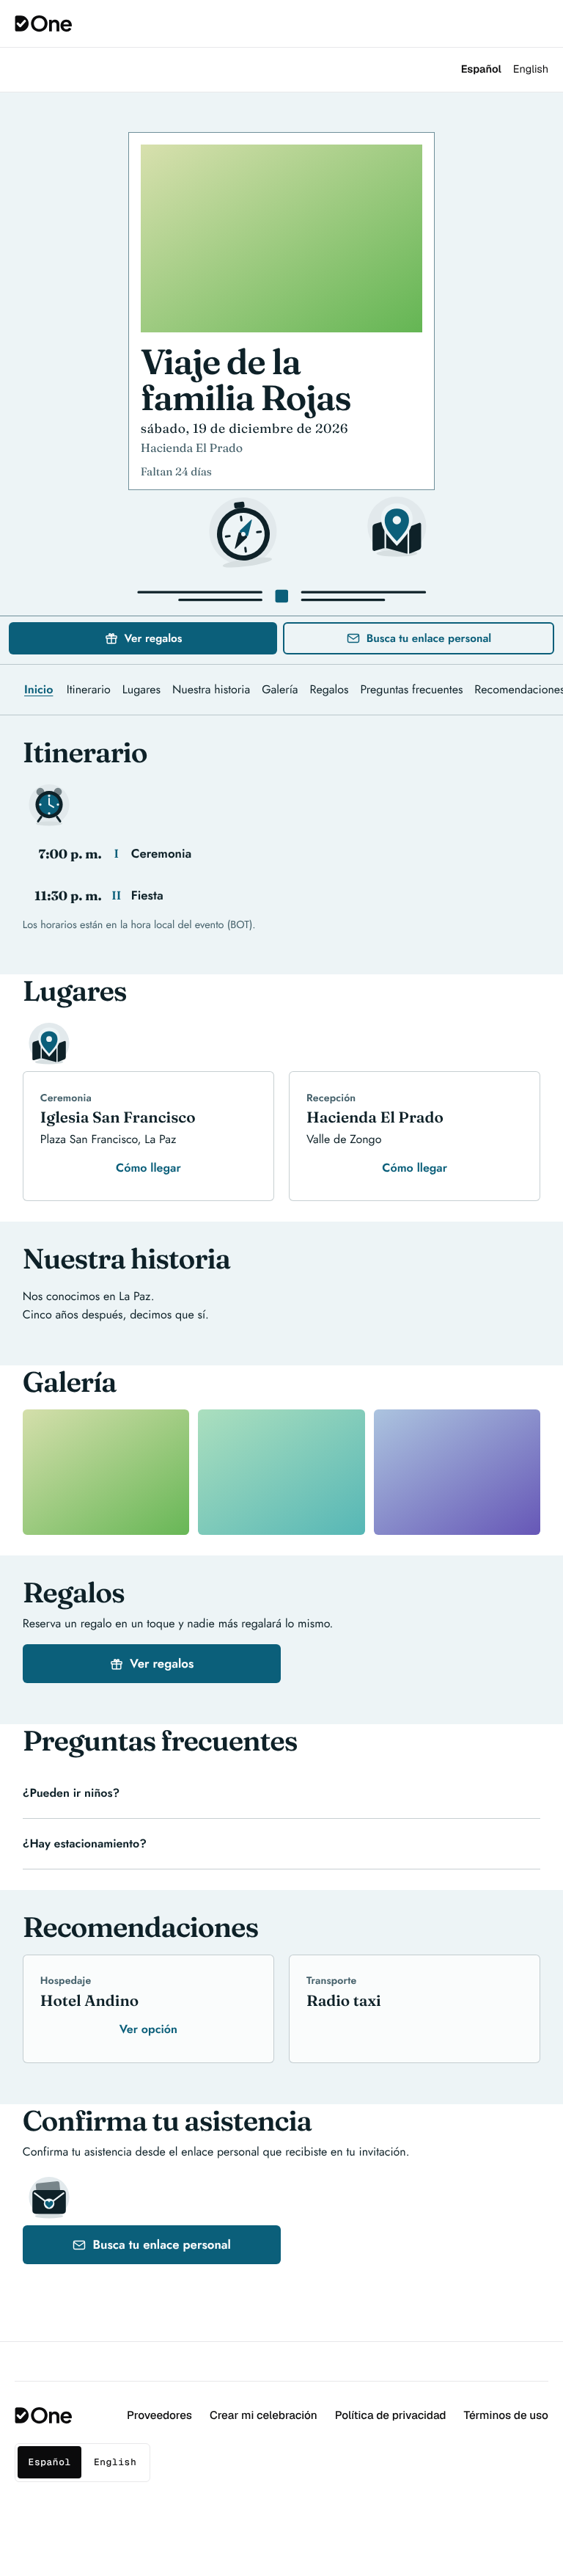 DOne
Español English
Viaje de la
familia Rojas
sábado, 19 de diciembre de 2026
Hacienda El Prado
Faltan 24 días
Ver regalos
Busca tu enlace personal
Inicio Itinerario Lugares Nuestra historia Galería Regalos Preguntas frecuentes Recomendaciones
Itinerario
7:00 p. m. I Ceremonia
11:30 p. m. II Fiesta
Los horarios están en la hora local del evento (BOT).
Lugares
Ceremonia
Iglesia San Francisco
Plaza San Francisco, La Paz
Cómo llegar
Recepción
Hacienda El Prado
Valle de Zongo
Cómo llegar
Nuestra historia
Nos conocimos en La Paz.
Cinco años después, decimos que sí.
Galería
Regalos
Reserva un regalo en un toque y nadie más regalará lo mismo.
Ver regalos
Preguntas frecuentes
¿Pueden ir niños?
¿Hay estacionamiento?
Recomendaciones
Hospedaje
Hotel Andino
Ver opción
Transporte
Radio taxi
Confirma tu asistencia
Confirma tu asistencia desde el enlace personal que recibiste en tu invitación.
Busca tu enlace personal
DOne
Proveedores Crear mi celebración Política de privacidad Términos de uso
Español English